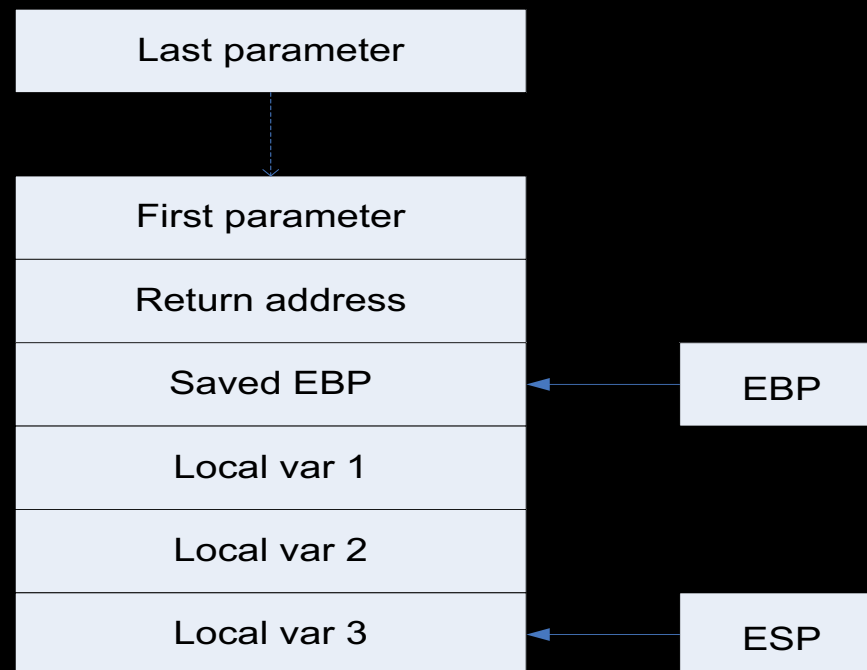 Last parameter
First parameter
Return address
Saved EBP
EBP
Local var 1
Local var 2
Local var 3
ESP